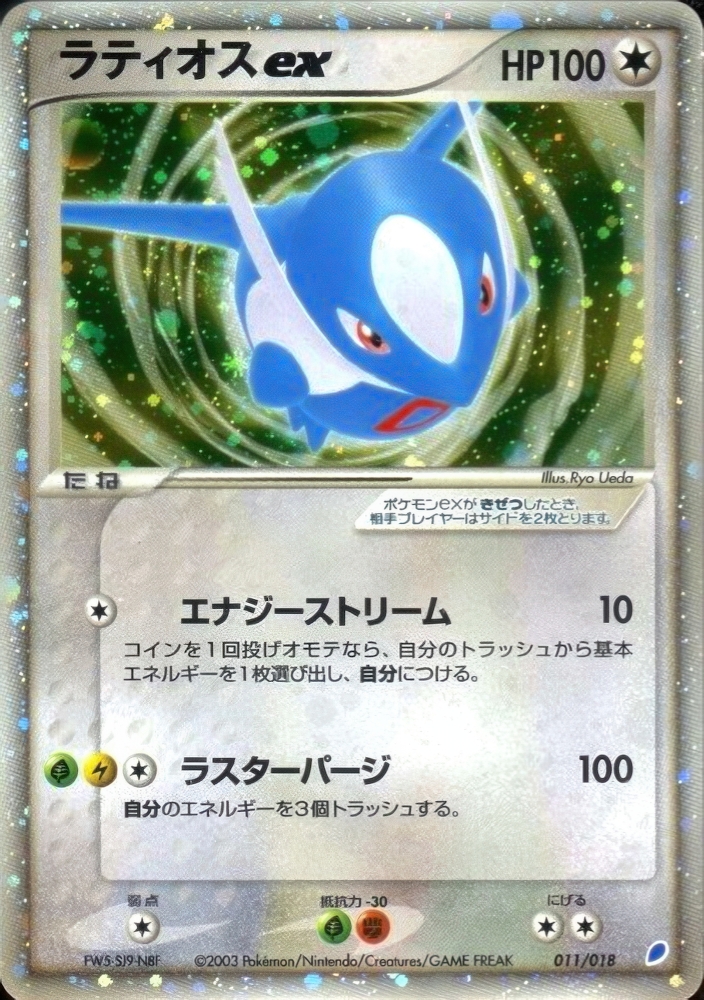 ラティオスex HP100
たね Illus.Ryo Ueda
ポケモンexがきぜつしたとき、
相手プレイヤーはサイドを2枚とります。
エナジーストリーム 10
コインを1回投げオモテなら、自分のトラッシュから基本
エネルギーを1枚選び出し、自分につける。
ラスターパージ 100
自分のエネルギーを3個トラッシュする。
弱点 抵抗力 -30 にげる
FW5-SJ9-N8F ©2003 Pokémon/Nintendo/Creatures/GAME FREAK 011/018